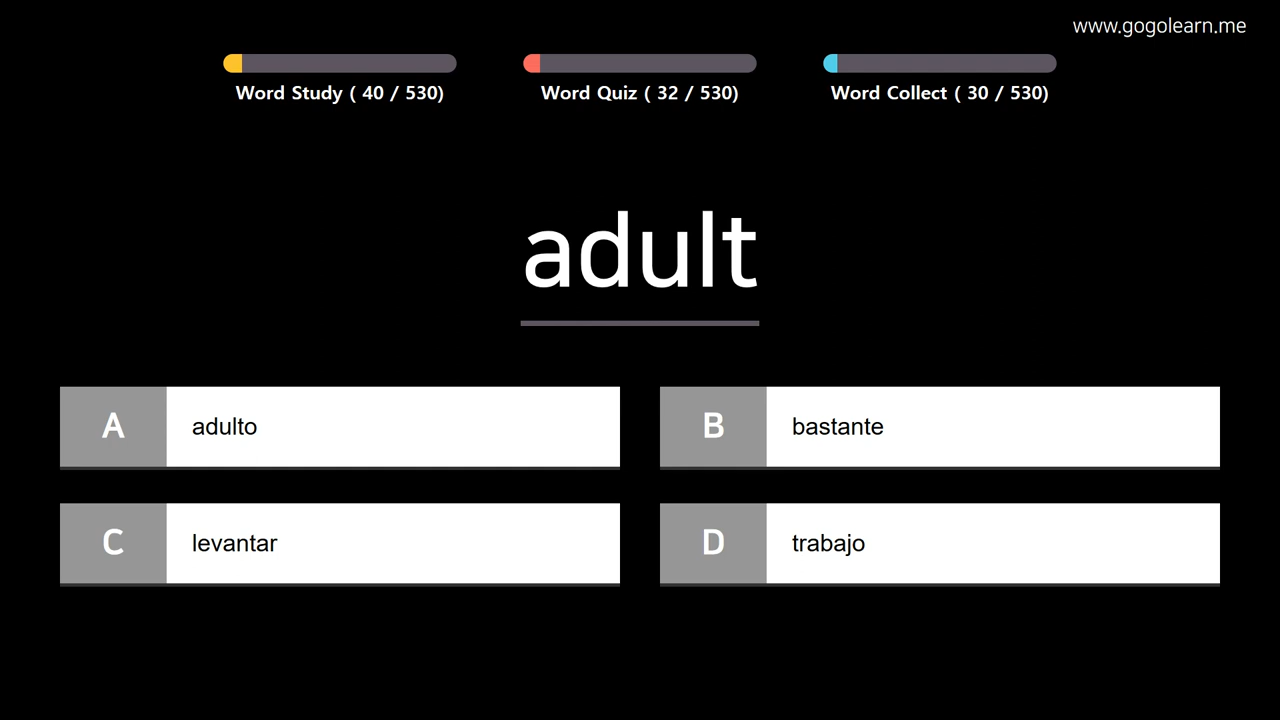 www.gogolearn.me
Word Study ( 40 / 530)
Word Quiz ( 32 / 530)
Word Collect ( 30 / 530)
adult
A adulto
B bastante
C levantar
D trabajo